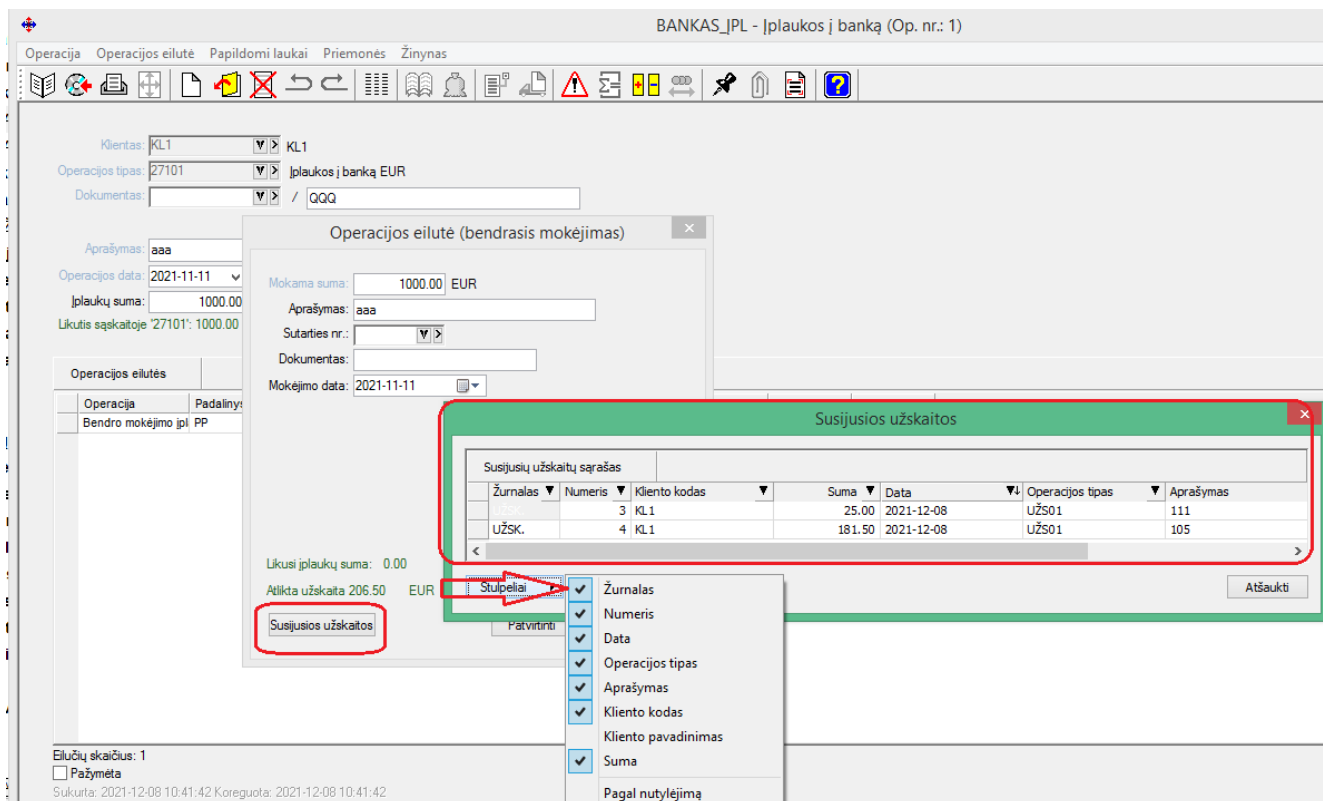 BANKAS_ĮPL - Įplaukos į banką (Op. nr.: 1)
Operacija Operacijos eilutė Papildomi laukai Priemonės Žinynas
Klientas: KL1 KL1
Operacijos tipas: 27101 Įplaukos į banką EUR
Dokumentas: / QQQ
Aprašymas: aaa
Operacijos data: 2021-11-11
Įplaukų suma: 1000.00
Likutis sąskaitoje '27101': 1000.00
Operacijos eilutės
Operacija Padalinys
Bendro mokėjimo įpl PP
Operacijos eilutė (bendrasis mokėjimas)
Mokama suma: 1000.00 EUR
Aprašymas: aaa
Sutarties nr.:
Dokumentas:
Mokėjimo data: 2021-11-11
Likusi įplaukų suma: 0.00
Atlikta užskaita 206.50 EUR
Susijusios užskaitos
Patvirtinti
Susijusios užskaitos
Susijusių užskaitų sąrašas
Žurnalas Numeris Kliento kodas Suma Data Operacijos tipas Aprašymas
UŽSK. 3 KL1 25.00 2021-12-08 UŽS01 111
UŽSK. 4 KL1 181.50 2021-12-08 UŽS01 105
Stulpeliai
Atšaukti
Žurnalas
Numeris
Data
Operacijos tipas
Aprašymas
Kliento kodas
Kliento pavadinimas
Suma
Pagal nutylėjimą
Eilučių skaičius: 1
Pažymėta
Sukurta: 2021-12-08 10:41:42 Koreguota: 2021-12-08 10:41:42